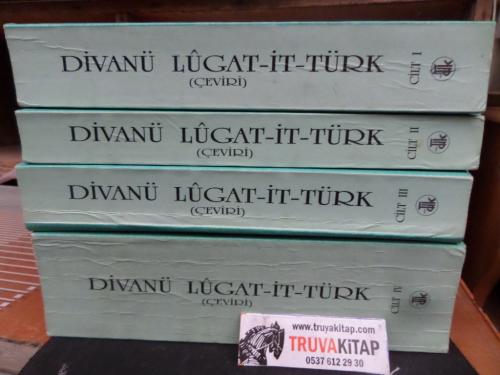 DİVANÜ LÛGAT-İT-TÜRK
(ÇEVİRİ)
CİLT I
DİVANÜ LÛGAT-İT-TÜRK
(ÇEVİRİ)
CİLT II
DİVANÜ LÛGAT-İT-TÜRK
(ÇEVİRİ)
CİLT III
DİVANÜ LÛGAT-İT-TÜRK
(ÇEVİRİ)
CİLT IV
www.truyakitap.com
TRUVAKiTAP
0537 612 29 30